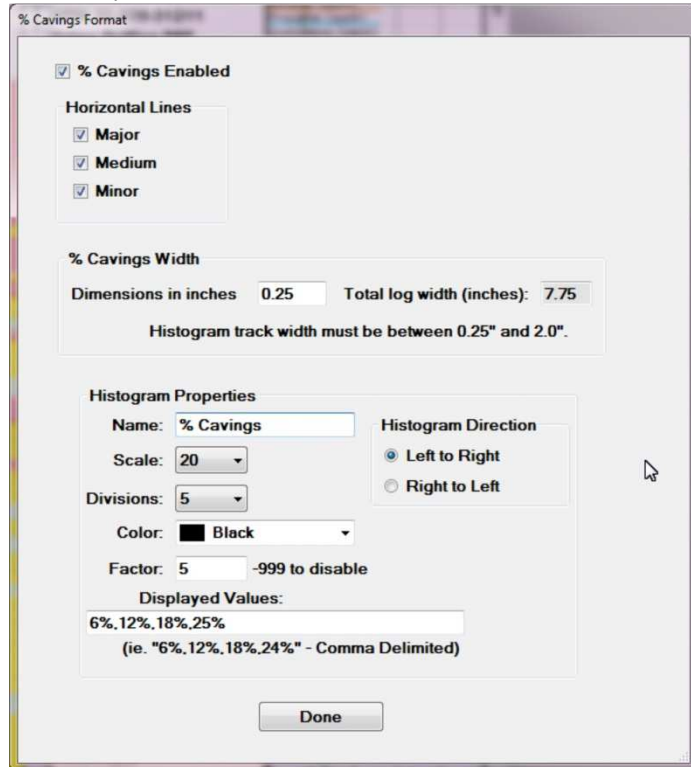 % Cavings Format
% Cavings Enabled
Horizontal Lines
Major
Medium
Minor
% Cavings Width
Dimensions in inches 0.25 Total log width (inches): 7.75
Histogram track width must be between 0.25" and 2.0".
Histogram Properties
Name: % Cavings
Histogram Direction
Scale: 20
Left to Right
Divisions: 5
Right to Left
Color: Black
Factor: 5 -999 to disable
Displayed Values:
6%,12%,18%,25%
(ie. "6%,12%,18%,24%" - Comma Delimited)
Done